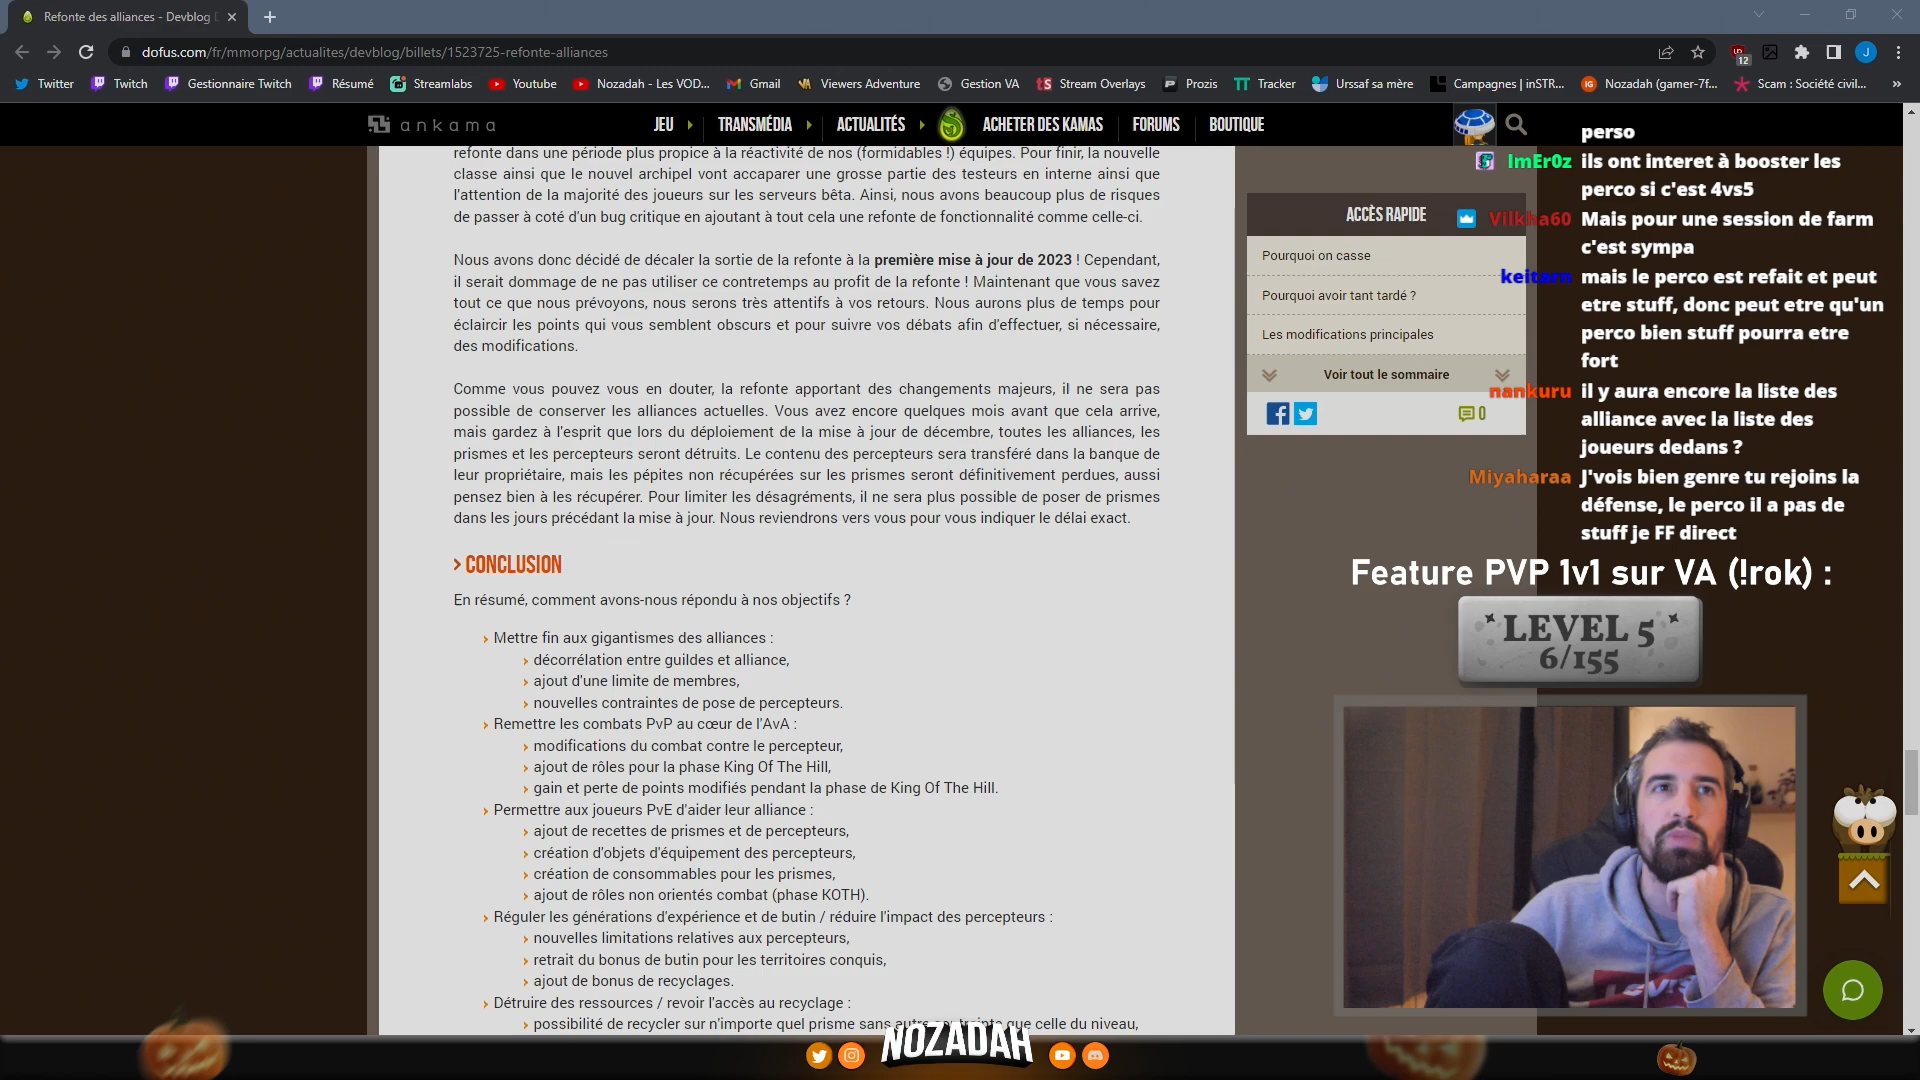 Refonte des alliances - Devblog
dofus.com/fr/mmorpg/actualites/devblog/billets/1523725-refonte-alliances
12
J
Twitter
Twitch
Gestionnaire Twitch
Résumé
Streamlabs
Youtube
Nozadah - Les VOD...
Gmail
Viewers Adventure
Gestion VA
Stream Overlays
Prozis
Tracker
Urssaf sa mère
Campagnes | inSTR...
Nozadah (gamer-7f...
Scam : Société civil...
»
ankama
JEU
TRANSMÉDIA
ACTUALITÉS
ACHETER DES KAMAS
FORUMS
BOUTIQUE
refonte dans une période plus propice à la réactivité de nos (formidables !) équipes. Pour finir, la nouvelle
classe ainsi que le nouvel archipel vont accaparer une grosse partie des testeurs en interne ainsi que
l'attention de la majorité des joueurs sur les serveurs bêta. Ainsi, nous avons beaucoup plus de risques
de passer à coté d'un bug critique en ajoutant à tout cela une refonte de fonctionnalité comme celle-ci.
Nous avons donc décidé de décaler la sortie de la refonte à la première mise à jour de 2023 ! Cependant,
il serait dommage de ne pas utiliser ce contretemps au profit de la refonte ! Maintenant que vous savez
tout ce que nous prévoyons, nous serons très attentifs à vos retours. Nous aurons plus de temps pour
éclaircir les points qui vous semblent obscurs et pour suivre vos débats afin d'effectuer, si nécessaire,
des modifications.
Comme vous pouvez vous en douter, la refonte apportant des changements majeurs, il ne sera pas
possible de conserver les alliances actuelles. Vous avez encore quelques mois avant que cela arrive,
mais gardez à l'esprit que lors du déploiement de la mise à jour de décembre, toutes les alliances, les
prismes et les percepteurs seront détruits. Le contenu des percepteurs sera transféré dans la banque de
leur propriétaire, mais les pépites non récupérées sur les prismes seront définitivement perdues, aussi
pensez bien à les récupérer. Pour limiter les désagréments, il ne sera plus possible de poser de prismes
dans les jours précédant la mise à jour. Nous reviendrons vers vous pour vous indiquer le délai exact.
> CONCLUSION
En résumé, comment avons-nous répondu à nos objectifs ?
› Mettre fin aux gigantismes des alliances :
› décorrélation entre guildes et alliance,
› ajout d'une limite de membres,
› nouvelles contraintes de pose de percepteurs.
› Remettre les combats PvP au cœur de l'AvA :
› modifications du combat contre le percepteur,
› ajout de rôles pour la phase King Of The Hill,
› gain et perte de points modifiés pendant la phase de King Of The Hill.
› Permettre aux joueurs PvE d'aider leur alliance :
› ajout de recettes de prismes et de percepteurs,
› création d'objets d'équipement des percepteurs,
› création de consommables pour les prismes,
› ajout de rôles non orientés combat (phase KOTH).
› Réguler les générations d'expérience et de butin / réduire l'impact des percepteurs :
› nouvelles limitations relatives aux percepteurs,
› retrait du bonus de butin pour les territoires conquis,
› ajout de bonus de recyclages.
› Détruire des ressources / revoir l'accès au recyclage :
› possibilité de recycler sur n'importe quel prisme sans autre contrainte que celle du niveau,
ACCÈS RAPIDE
Pourquoi on casse
Pourquoi avoir tant tardé ?
Les modifications principales
Voir tout le sommaire
0
perso
ImEr0z ils ont interet à booster les
perco si c'est 4vs5
Vilkha60 Mais pour une session de farm
c'est sympa
keitarn mais le perco est refait et peut
etre stuff, donc peut etre qu'un
perco bien stuff pourra etre
fort
nankuru il y aura encore la liste des
alliance avec la liste des
joueurs dedans ?
Miyaharaa J'vois bien genre tu rejoins la
défense, le perco il a pas de
stuff je FF direct
Feature PVP 1v1 sur VA (!rok) :
LEVEL 5
6/155
NOZADAH